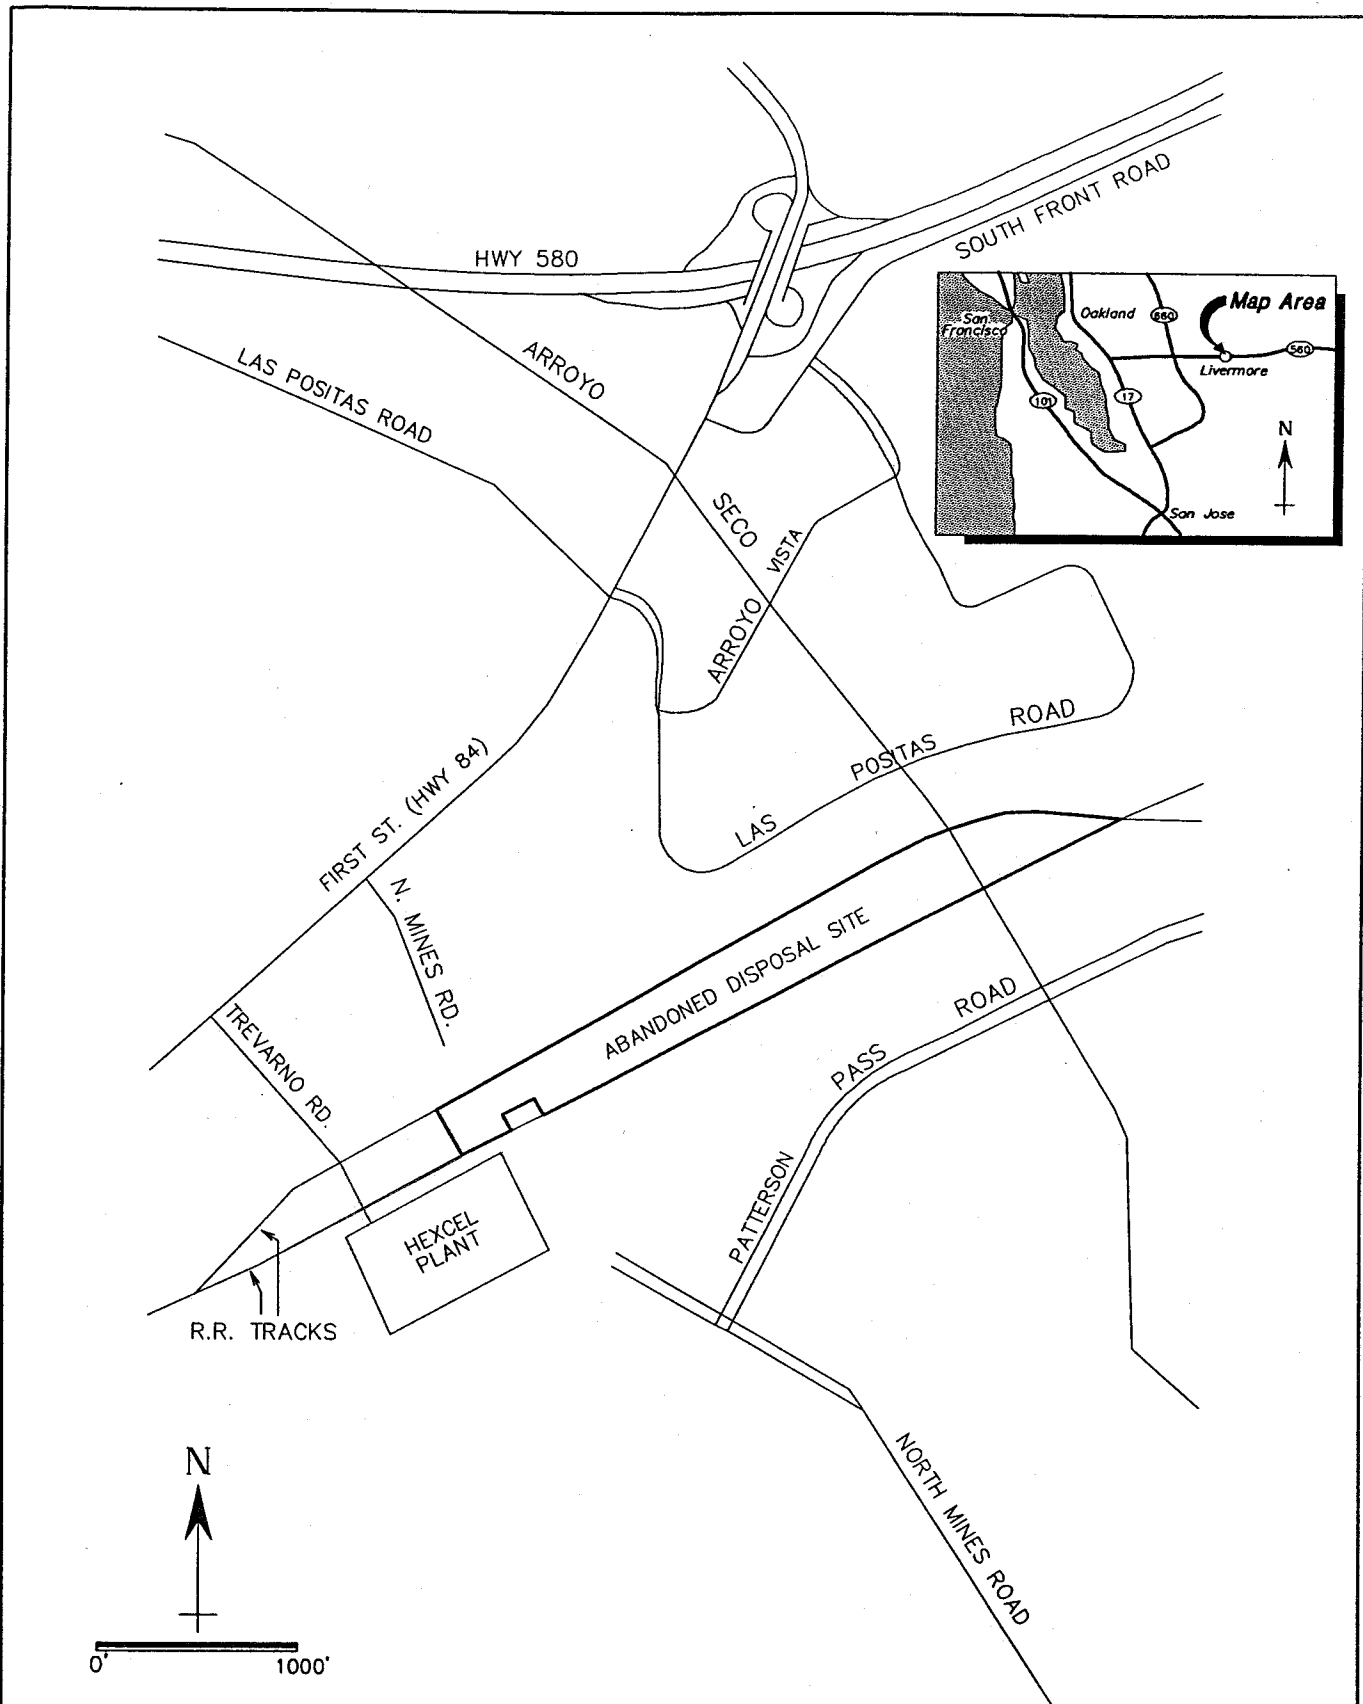 HWY 580
SOUTH FRONT ROAD
ARROYO
SECO
LAS POSITAS ROAD
San
Francisco
Oakland
680
Map Area
580
Livermore
101
17
N
San Jose
ARROYO VISTA
LAS POSITAS ROAD
FIRST ST. (HWY 84)
N. MINES RD.
TREVARNO RD.
ABANDONED DISPOSAL SITE
PATTERSON PASS ROAD
HEXCEL
PLANT
R.R. TRACKS
NORTH MINES ROAD
N
0' 1000'